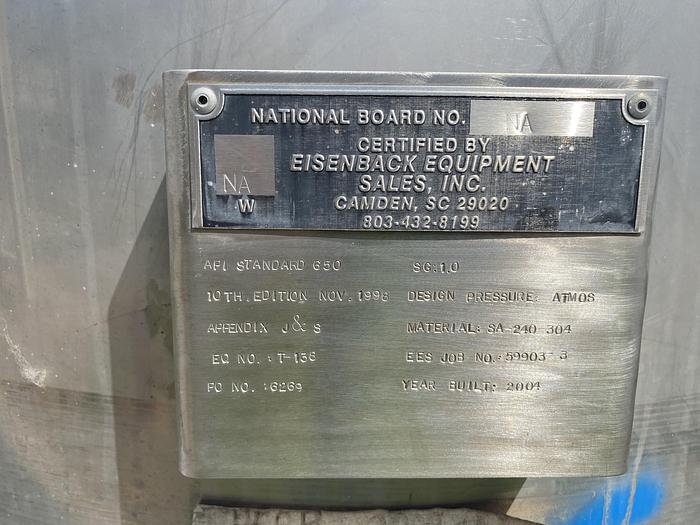 NATIONAL BOARD NO. NA
CERTIFIED BY
EISENBACK EQUIPMENT
SALES, INC.
NA
W
CAMDEN, SC 29020
803-432-8199
API STANDARD 650 SG:1.0
10TH. EDITION NOV. 1998 DESIGN PRESSURE: ATMOS
APPENDIX J & S MATERIAL: SA-240 304
EQ NO. : T-138 EES JOB NO.: 59903-3
PO NO. :6269 YEAR BUILT: 2004